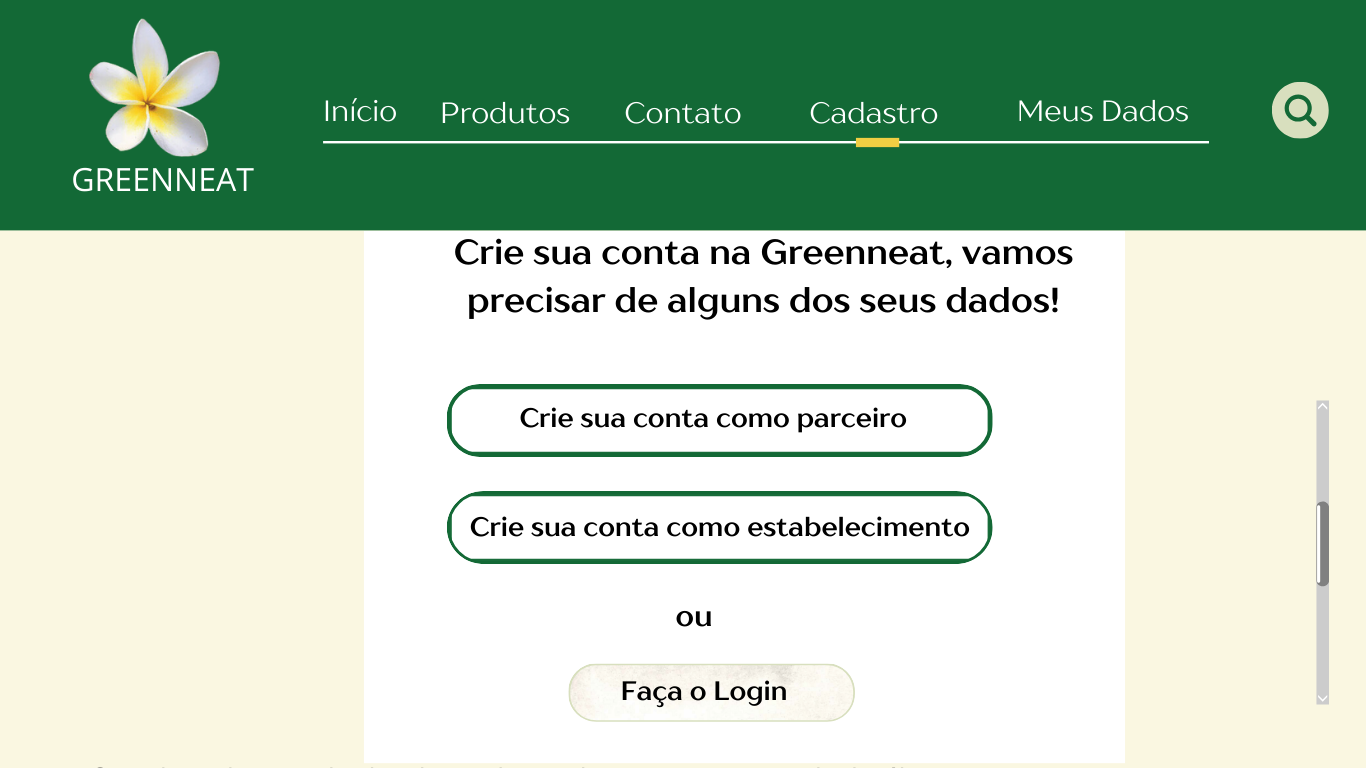 Início Produtos Contato Cadastro Meus Dados
GREENNEAT
Crie sua conta na Greenneat, vamos
precisar de alguns dos seus dados!
Crie sua conta como parceiro
Crie sua conta como estabelecimento
ou
Faça o Login